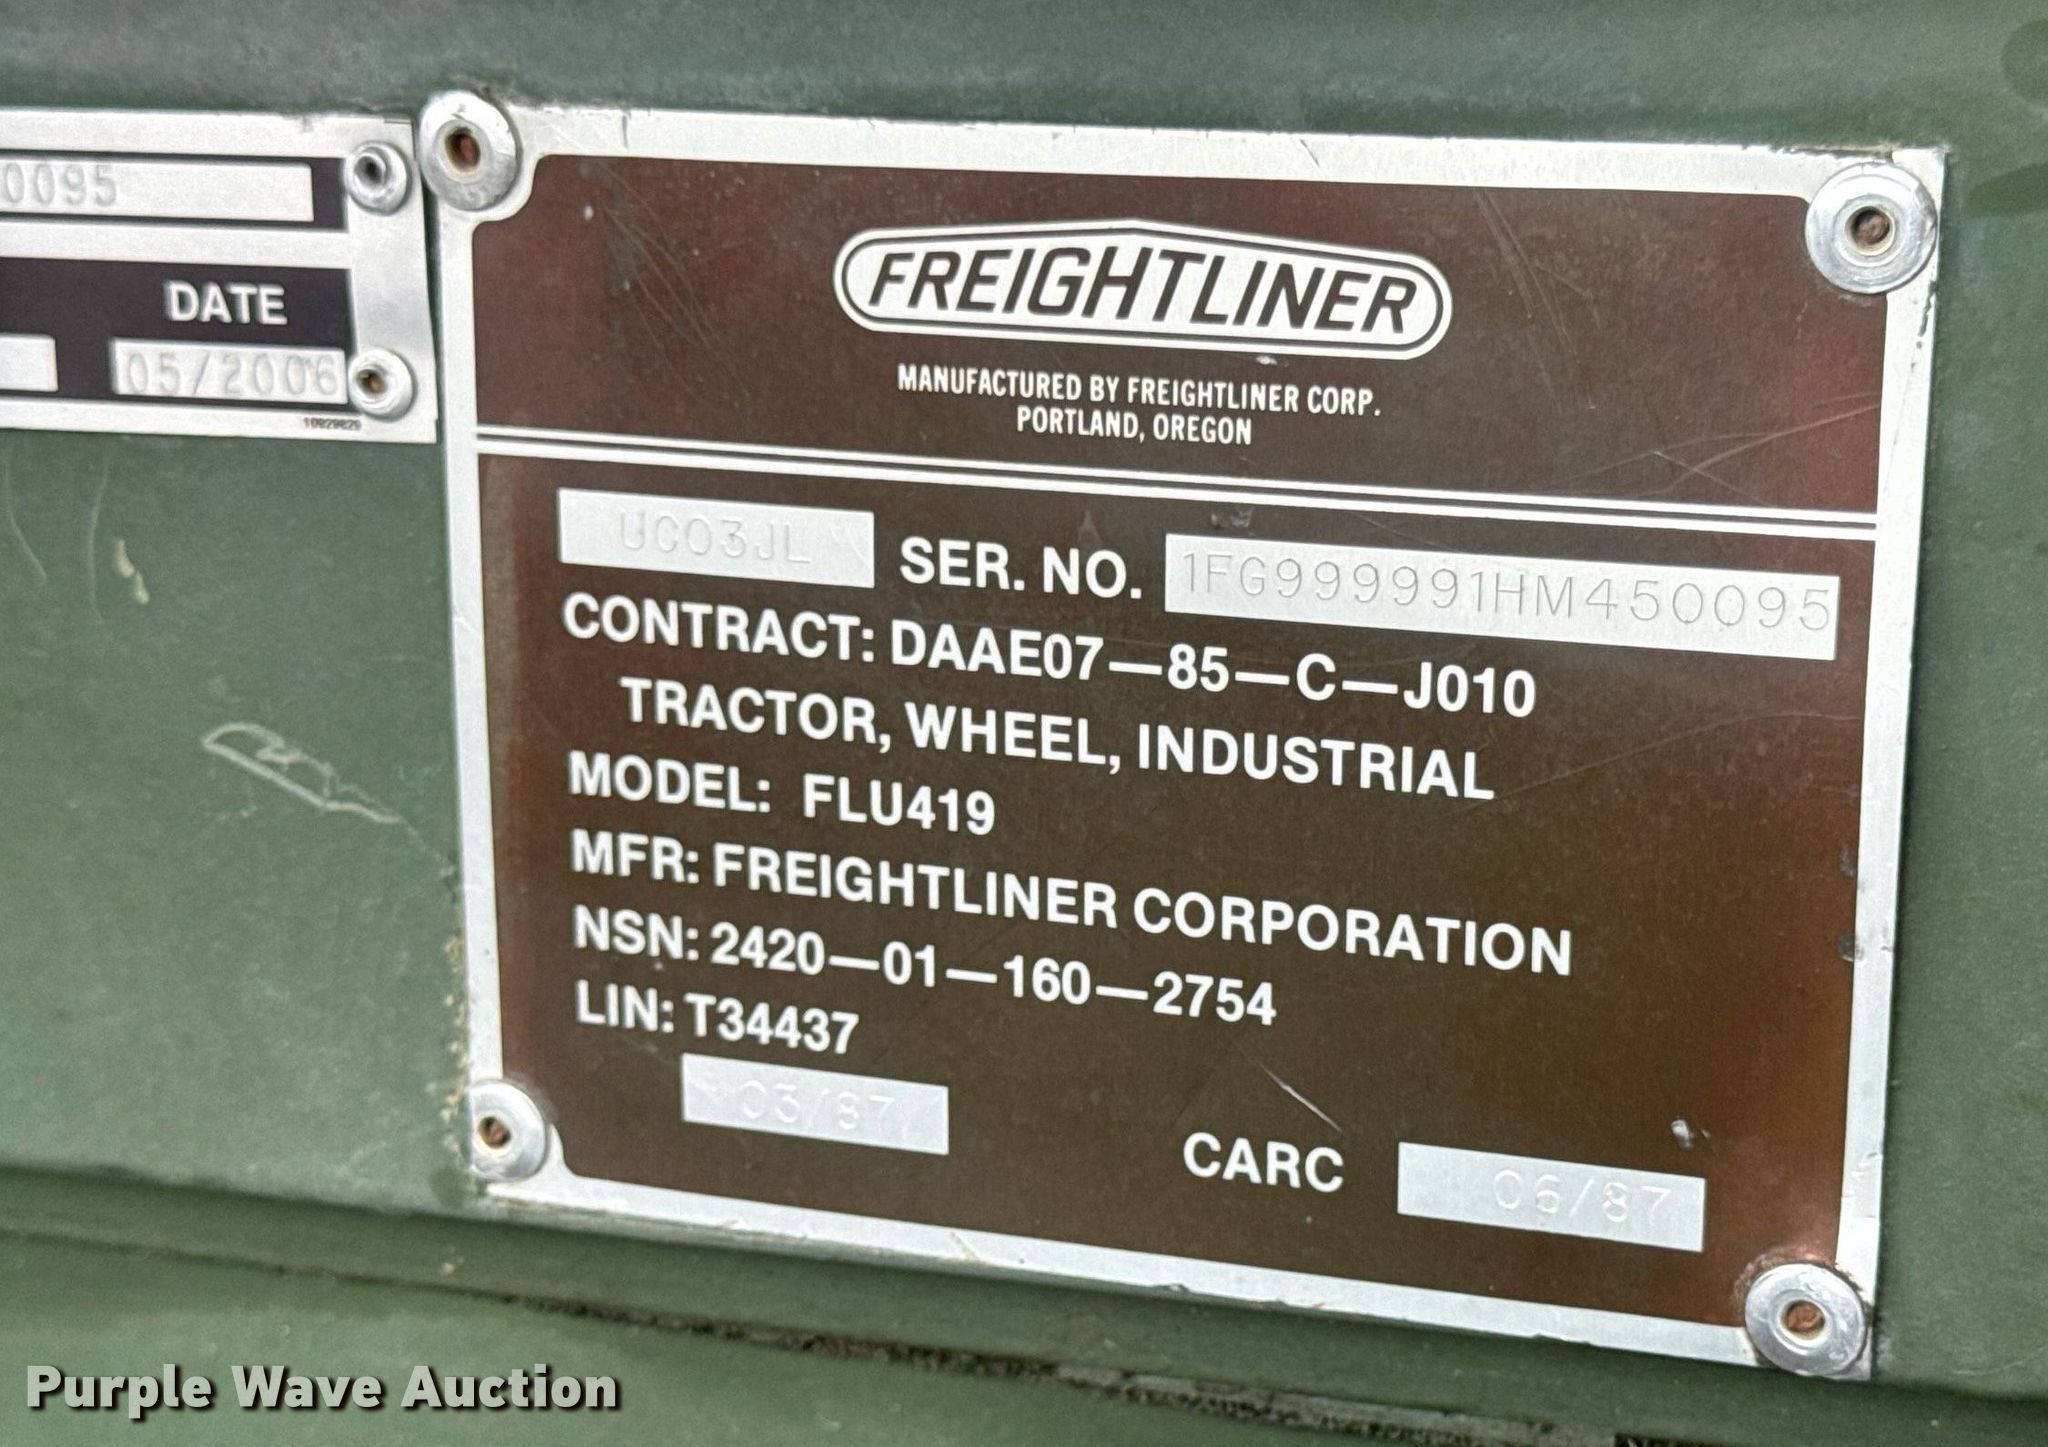 0095
DATE
05/2006
10929829
FREIGHTLINER
MANUFACTURED BY FREIGHTLINER CORP.
PORTLAND, OREGON
UC03JL SER. NO. 1FG999991HM450095
CONTRACT: DAAE07—85—C—J010
TRACTOR, WHEEL, INDUSTRIAL
MODEL: FLU419
MFR: FREIGHTLINER CORPORATION
NSN: 2420—01—160—2754
LIN: T34437
03/87
CARC 06/87
Purple Wave Auction